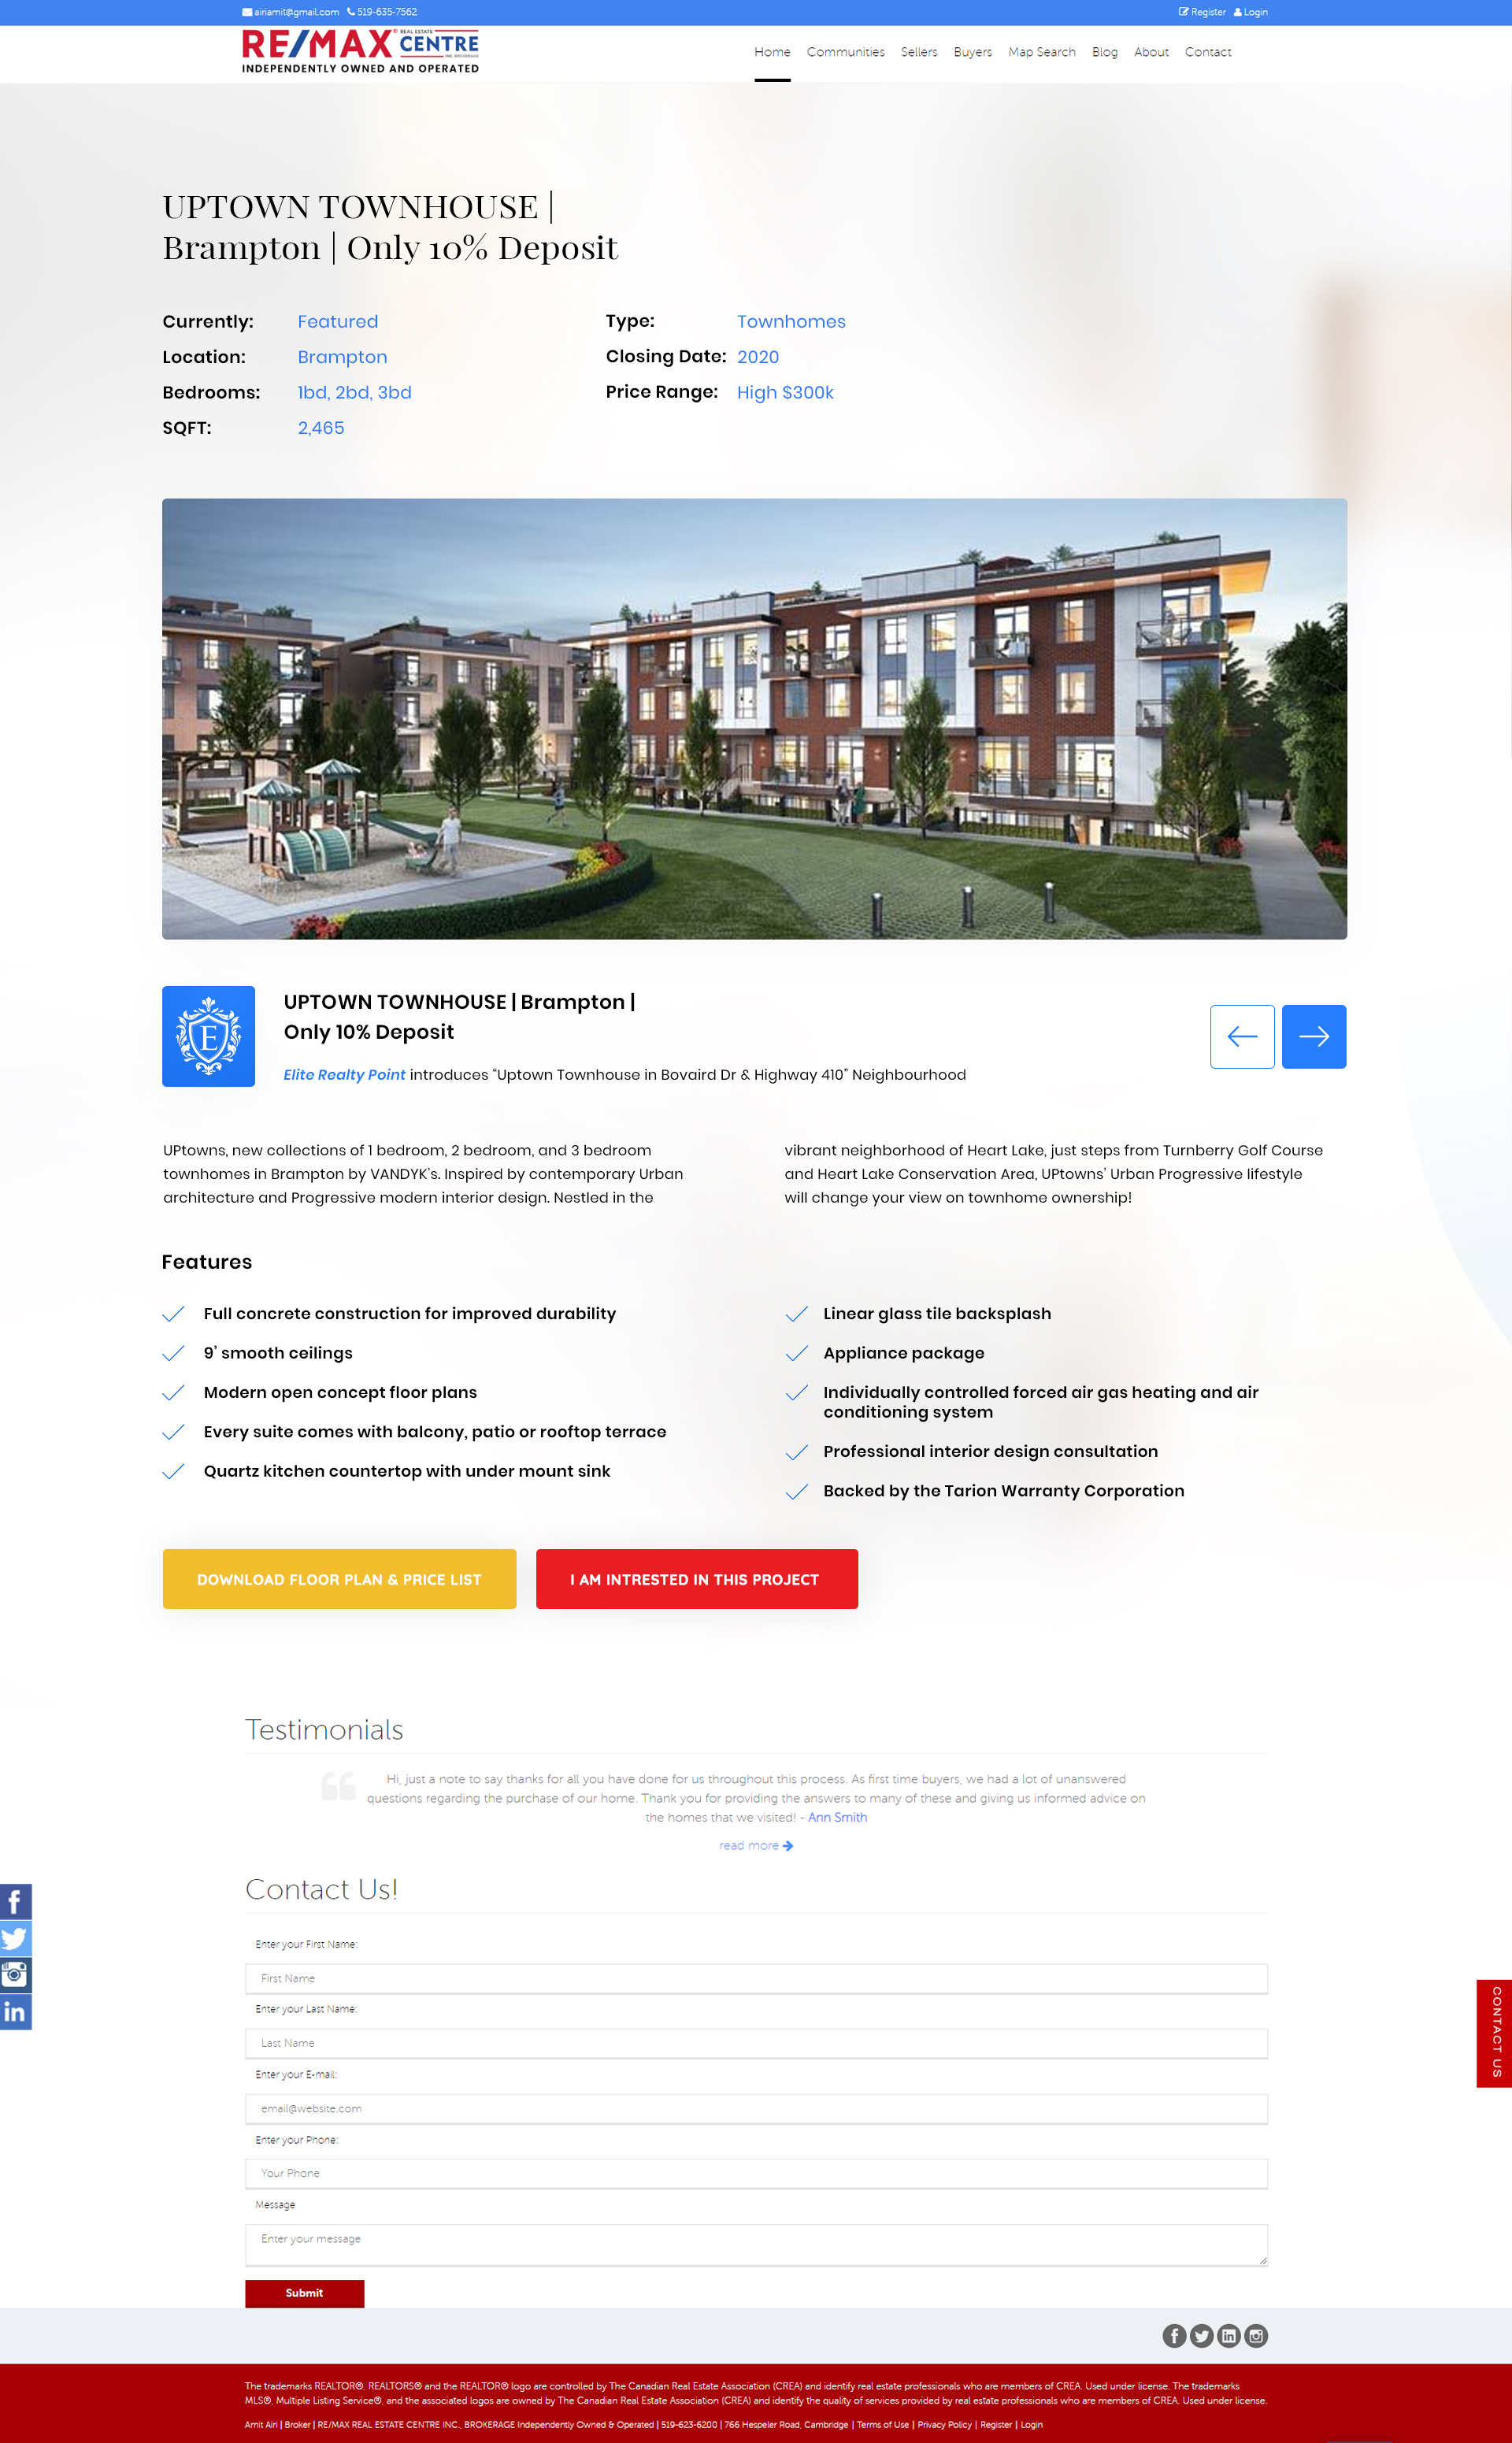 airiamit@gmail.com 519-635-7562 Register Login
RE/MAX® REAL ESTATE CENTRE INC. BROKERAGE
INDEPENDENTLY OWNED AND OPERATED
Home Communities Sellers Buyers Map Search Blog About Contact
UPTOWN TOWNHOUSE |
Brampton | Only 10% Deposit
Currently: Featured
Location: Brampton
Bedrooms: 1bd, 2bd, 3bd
SQFT: 2,465
Type: Townhomes
Closing Date: 2020
Price Range: High $300k
E
UPTOWN TOWNHOUSE | Brampton |
Only 10% Deposit
Elite Realty Point introduces “Uptown Townhouse in Bovaird Dr & Highway 410” Neighbourhood
UPtowns, new collections of 1 bedroom, 2 bedroom, and 3 bedroom
townhomes in Brampton by VANDYK’s. Inspired by contemporary Urban
architecture and Progressive modern interior design. Nestled in the
vibrant neighborhood of Heart Lake, just steps from Turnberry Golf Course
and Heart Lake Conservation Area, UPtowns’ Urban Progressive lifestyle
will change your view on townhome ownership!
Features
Full concrete construction for improved durability
9’ smooth ceilings
Modern open concept floor plans
Every suite comes with balcony, patio or rooftop terrace
Quartz kitchen countertop with under mount sink
Linear glass tile backsplash
Appliance package
Individually controlled forced air gas heating and air
conditioning system
Professional interior design consultation
Backed by the Tarion Warranty Corporation
DOWNLOAD FLOOR PLAN & PRICE LIST
I AM INTRESTED IN THIS PROJECT
Testimonials
Hi, just a note to say thanks for all you have done for us throughout this process. As first time buyers, we had a lot of unanswered
questions regarding the purchase of our home. Thank you for providing the answers to many of these and giving us informed advice on
the homes that we visited! - Ann Smith
read more
Contact Us!
Enter your First Name:
First Name
Enter your Last Name:
Last Name
Enter your E-mail:
email@website.com
Enter your Phone:
Your Phone
Message
Enter your message
Submit
CONTACT US
The trademarks REALTOR®, REALTORS® and the REALTOR® logo are controlled by The Canadian Real Estate Association (CREA) and identify real estate professionals who are members of CREA. Used under license. The trademarks
MLS®, Multiple Listing Service®, and the associated logos are owned by The Canadian Real Estate Association (CREA) and identify the quality of services provided by real estate professionals who are members of CREA. Used under license.
Amit Airi | Broker | RE/MAX REAL ESTATE CENTRE INC., BROKERAGE Independently Owned & Operated | 519-623-6200 | 766 Hespeler Road, Cambridge | Terms of Use | Privacy Policy | Register | Login